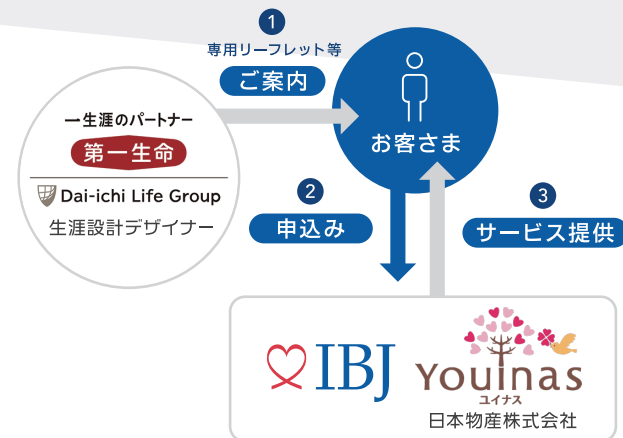 1
専用リーフレット等
ご案内
お客さま
一生涯のパートナー
第一生命
Dai-ichi Life Group
生涯設計デザイナー
2
申込み
3
サービス提供
IBJ
Youinas
ユイナス
日本物産株式会社